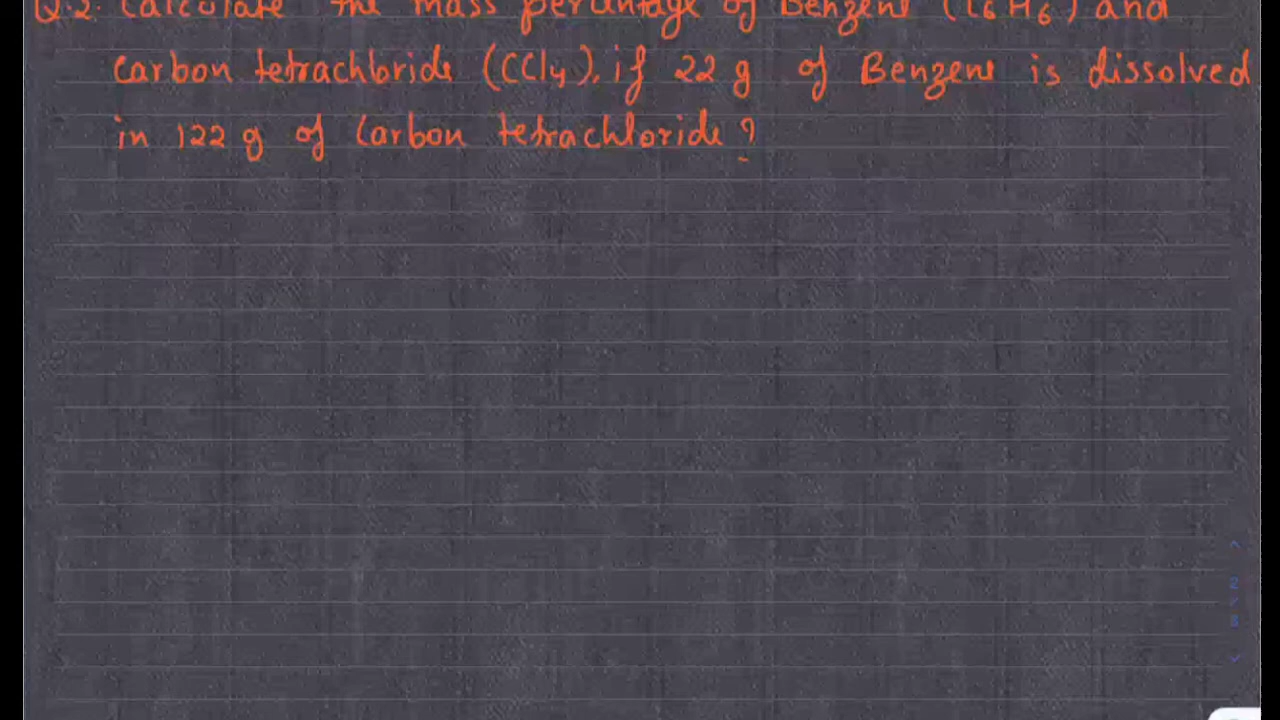 Q.2. Calculate the mass percentage of Benzene (C6H6) and
Carbon tetrachloride (CCl4), if 22 g of Benzene is dissolved
in 122 g of Carbon tetrachloride?